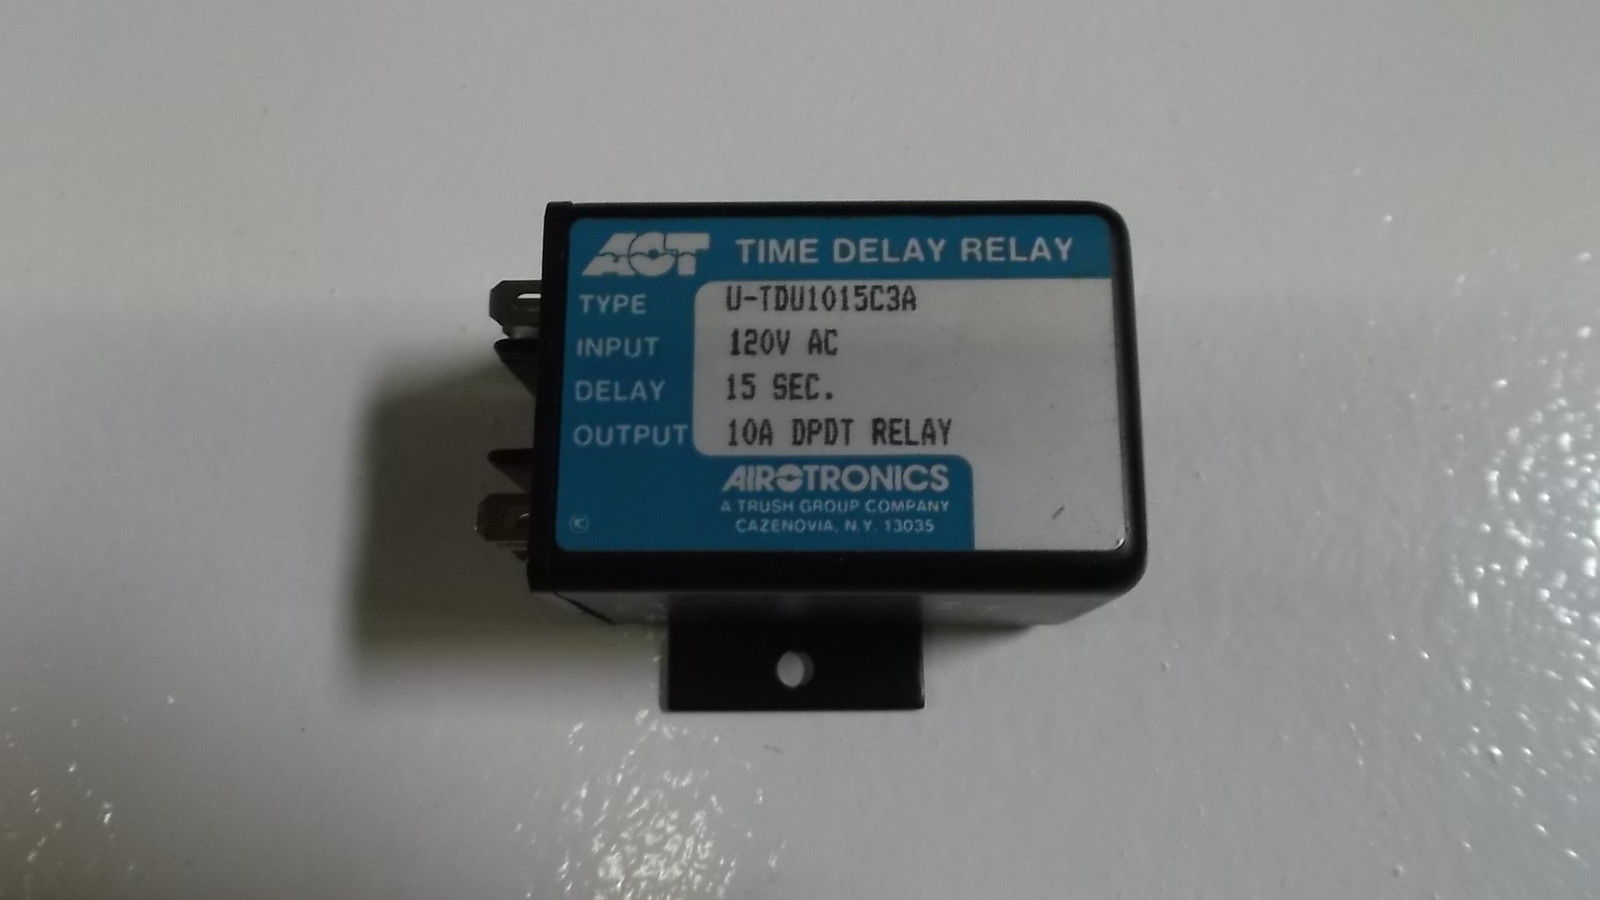 AOT TIME DELAY RELAY
TYPE U-TDU1015C3A
INPUT 120V AC
DELAY 15 SEC.
OUTPUT 10A DPDT RELAY
AIROTRONICS
A TRUSH GROUP COMPANY
CAZENOVIA, N.Y. 13035